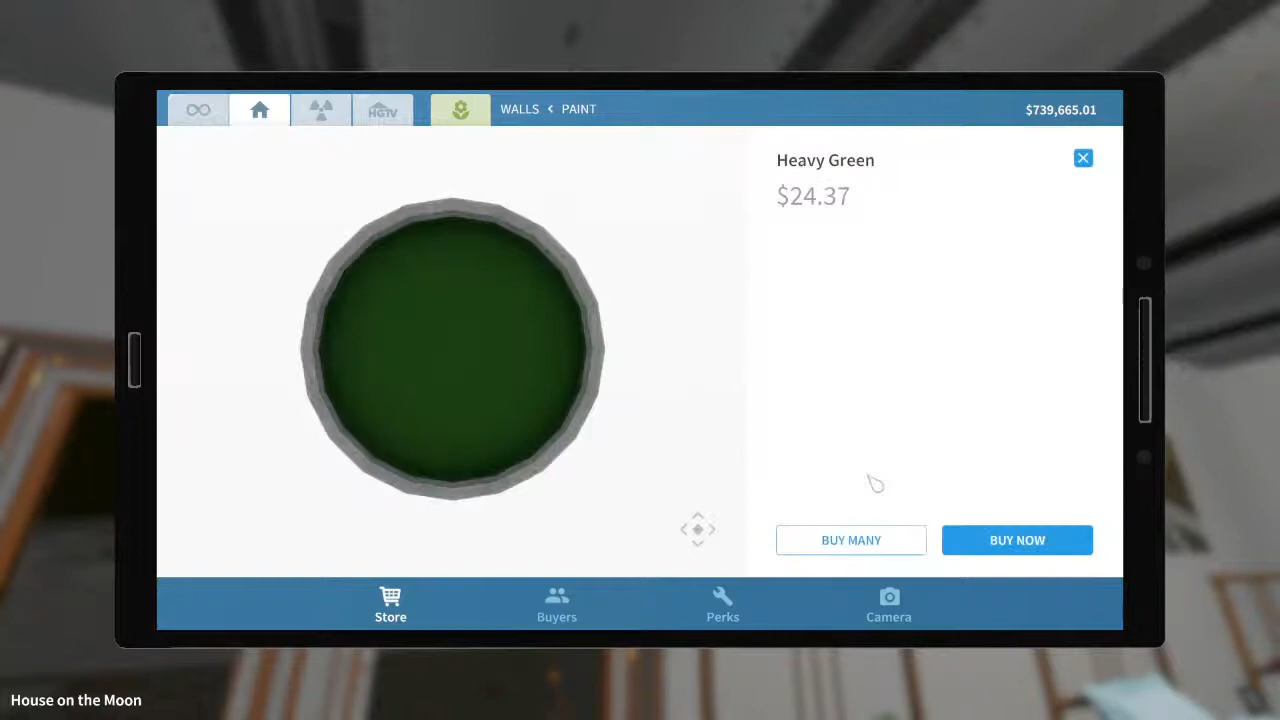 HGTV
WALLS < PAINT
$739,665.01
Heavy Green
$24.37
BUY MANY
BUY NOW
Store
Buyers
Perks
Camera
House on the Moon